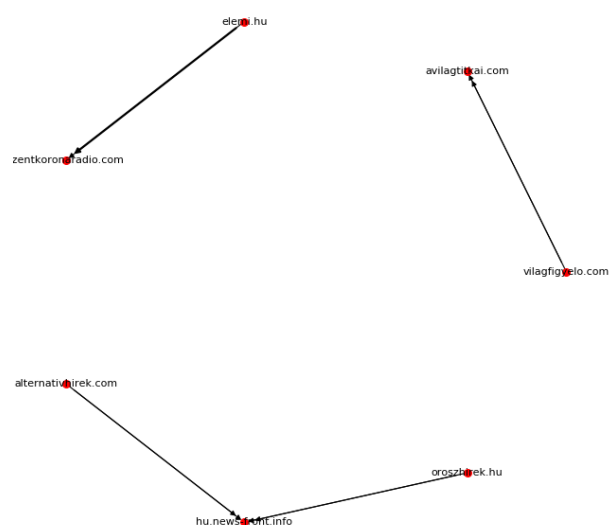 elemi.hu
avilagtitkai.com
zentkoronaradio.com
vilagfigyelo.com
alternativhirek.com
oroszhirek.hu
hu.news-front.info